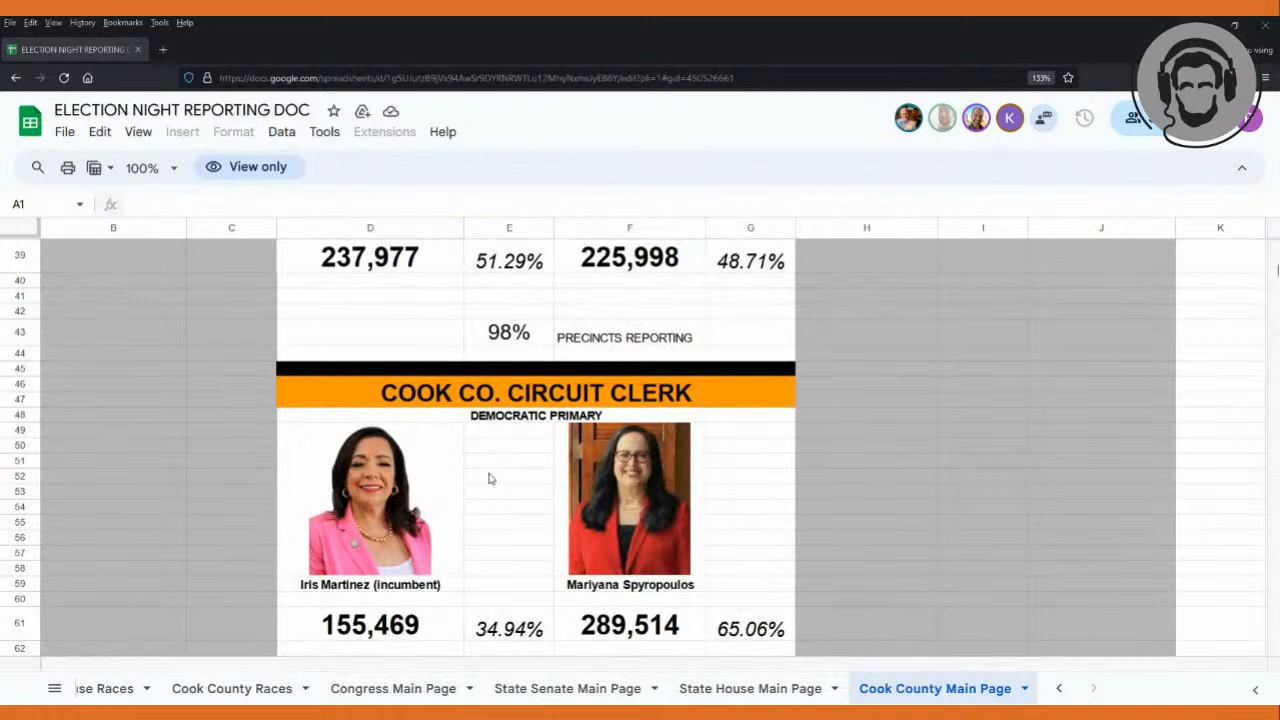 File Edit View History Bookmarks Tools Help
ELECTION NIGHT REPORTING
133%
ELECTION NIGHT REPORTING DOC
File Edit View Insert Format Data Tools Extensions Help
K
100% View only
A1 fx
B C D E F G H I J K
39 237,977 51.29% 225,998 48.71%
40
41
42
43 98% PRECINCTS REPORTING
44
45
46 COOK CO. CIRCUIT CLERK
47
48 DEMOCRATIC PRIMARY
49
50
51
52
53
54
55
56
57
58
59 Iris Martinez (incumbent) Mariyana Spyropoulos
60
61 155,469 34.94% 289,514 65.06%
62
Races Cook County Races Congress Main Page State Senate Main Page State House Main Page Cook County Main Page